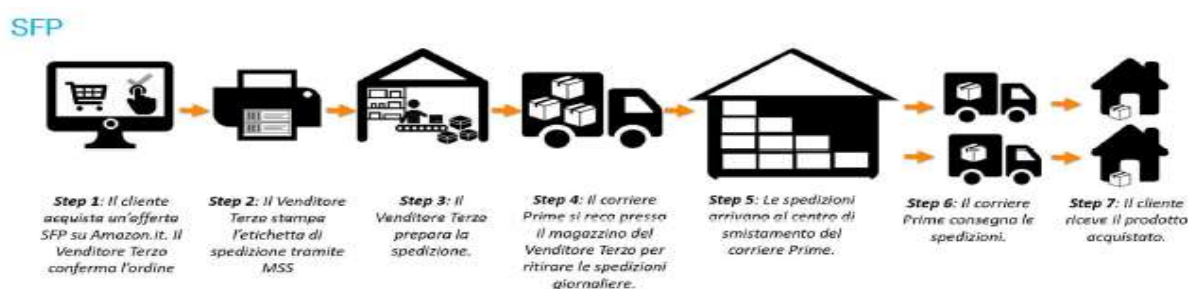 SFP
Step 1: Il cliente
acquista un'offerta
SFP su Amazon.it. Il
Venditore Terzo
conferma l'ordine
Step 2: Il Venditore
Terzo stampa
l'etichetta di
spedizione tramite
MSS
Step 3: Il
Venditore Terzo
prepara la
spedizione.
Step 4: Il corriere
Prime si reca presso
il magazzino del
Venditore Terzo per
ritirare le spedizioni
giornaliere.
Step 5: Le spedizioni
arrivano al centro di
smistamento del
corriere Prime.
Step 6: Il corriere
Prime consegna le
spedizioni.
Step 7: Il cliente
riceve il prodotto
acquistato.